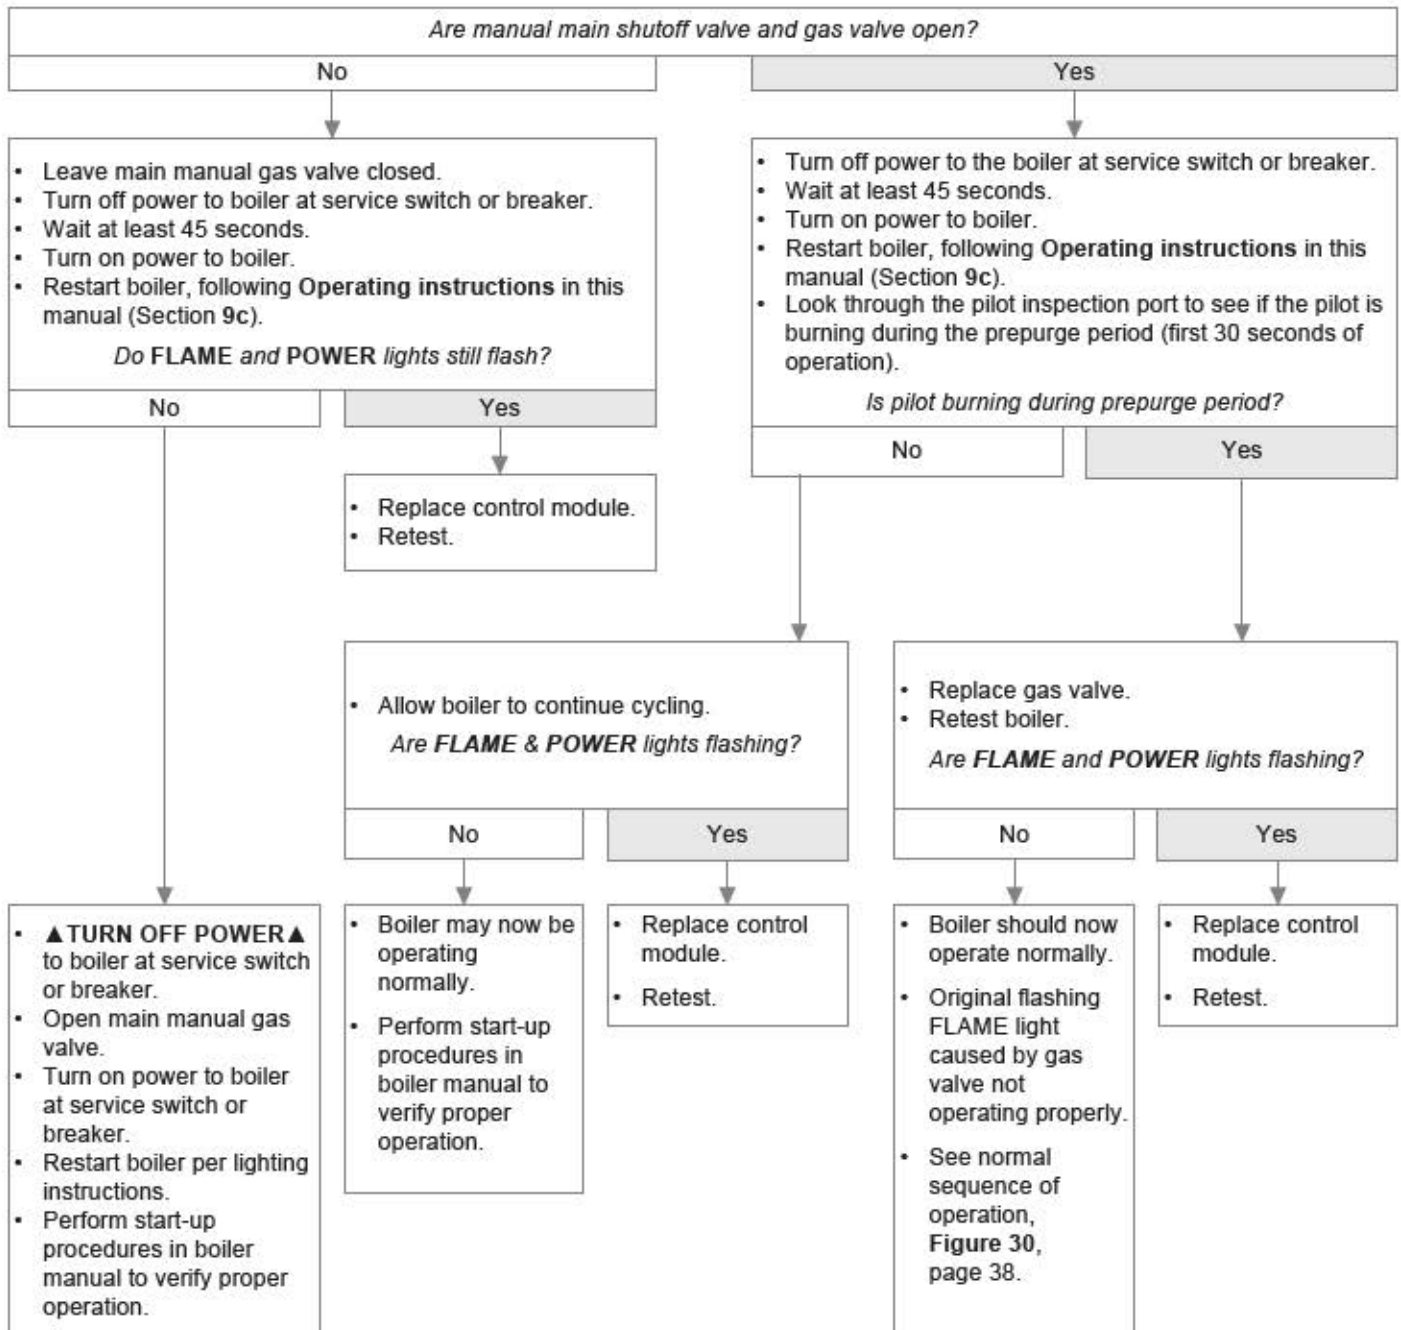 Are manual main shutoff valve and gas valve open?
No
Yes
• Leave main manual gas valve closed.
• Turn off power to boiler at service switch or breaker.
• Wait at least 45 seconds.
• Turn on power to boiler.
• Restart boiler, following Operating instructions in this
manual (Section 9c).
Do FLAME and POWER lights still flash?
No
Yes
• Turn off power to the boiler at service switch or breaker.
• Wait at least 45 seconds.
• Turn on power to boiler.
• Restart boiler, following Operating instructions in this
manual (Section 9c).
• Look through the pilot inspection port to see if the pilot is
burning during the prepurge period (first 30 seconds of
operation).
Is pilot burning during prepurge period?
No
Yes
• Replace control module.
• Retest.
• Allow boiler to continue cycling.
Are FLAME & POWER lights flashing?
No
Yes
• Replace gas valve.
• Retest boiler.
Are FLAME and POWER lights flashing?
No
Yes
• ▲TURN OFF POWER▲
to boiler at service switch
or breaker.
• Open main manual gas
valve.
• Turn on power to boiler
at service switch or
breaker.
• Restart boiler per lighting
instructions.
• Perform start-up
procedures in boiler
manual to verify proper
operation.
• Boiler may now be
operating
normally.
• Perform start-up
procedures in
boiler manual to
verify proper
operation.
• Replace control
module.
• Retest.
• Boiler should now
operate normally.
• Original flashing
FLAME light
caused by gas
valve not
operating properly.
• See normal
sequence of
operation,
Figure 30,
page 38.
• Replace control
module.
• Retest.